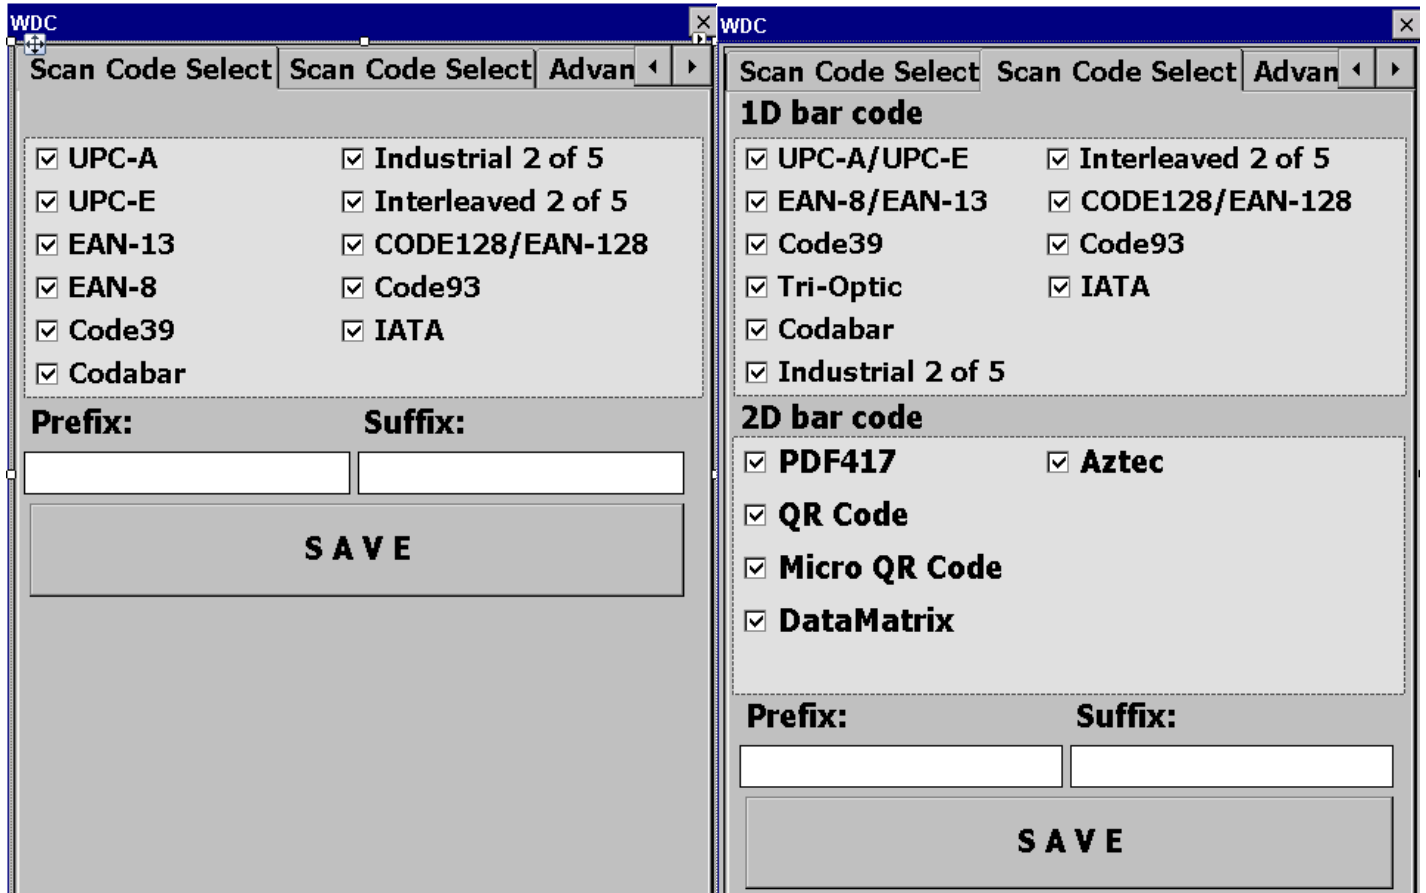 WDC
Scan Code Select Scan Code Select Advan
UPC-A Industrial 2 of 5
UPC-E Interleaved 2 of 5
EAN-13 CODE128/EAN-128
EAN-8 Code93
Code39 IATA
Codabar
Prefix: Suffix:
S A V E
WDC
Scan Code Select Scan Code Select Advan
1D bar code
UPC-A/UPC-E Interleaved 2 of 5
EAN-8/EAN-13 CODE128/EAN-128
Code39 Code93
Tri-Optic IATA
Codabar
Industrial 2 of 5
2D bar code
PDF417 Aztec
QR Code
Micro QR Code
DataMatrix
Prefix: Suffix:
S A V E